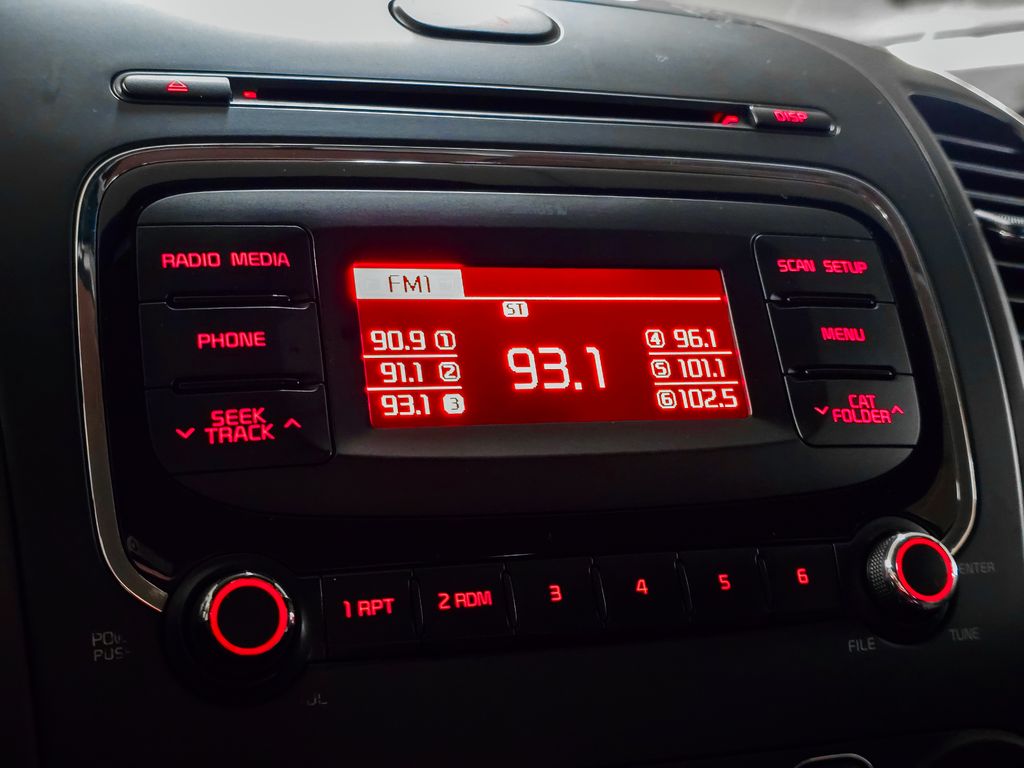 DISP
RADIO MEDIA
PHONE
SEEK
TRACK
FM1
ST
90.9 1
91.1 2
93.1 3
93.1
4 96.1
5 101.1
6 102.5
SCAN SETUP
MENU
CAT
FOLDER
1 RPT
2 RDM
3
4
5
6
FILE
TUNE